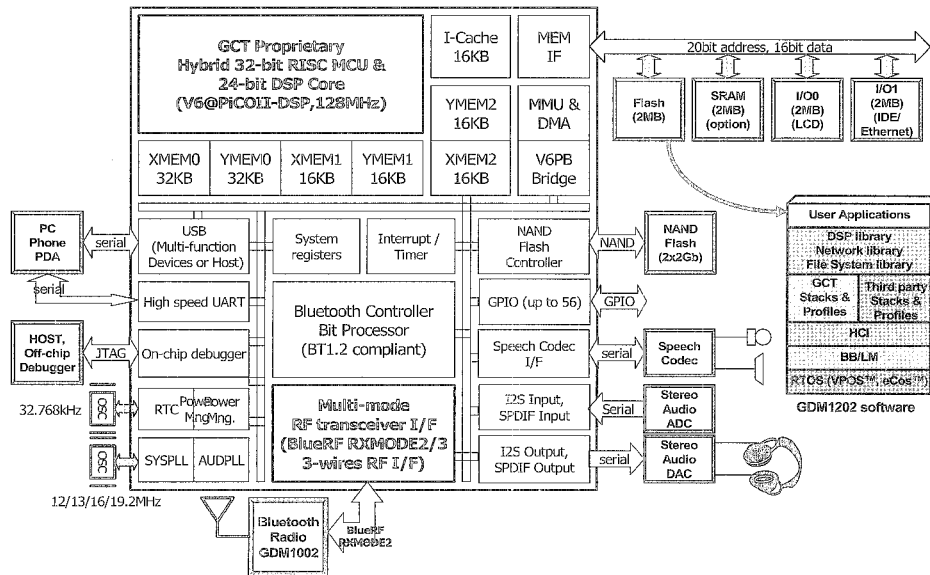 GCT Proprietary
Hybrid 32-bit RISC MCU &
24-bit DSP Core
(V6@PiCOII-DSP,128MHz)
I-Cache
16KB
MEM
IF
20bit address, 16bit data
YMEM2
16KB
MMU &
DMA
Flash
(2MB)
SRAM
(2MB)
(option)
I/O0
(2MB)
(LCD)
I/O1
(2MB)
(IDE/
Ethernet)
XMEM0
32KB
YMEM0
32KB
XMEM1
16KB
YMEM1
16KB
XMEM2
16KB
V6PB
Bridge
PC
Phone
PDA
serial
USB
(Multi-function
Devices or Host)
System
registers
Interrupt /
Timer
NAND
Flash
Controller
NAND
NAND
Flash
(2x2Gb)
User Applications
DSP library
Network library
File System library
GCT
Stacks &
Profiles
Third party
Stacks &
Profiles
HCI
BB/LM
RTOS (VPOS™, eCos™)
GDM1202 software
serial
High speed UART
Bluetooth Controller
Bit Processor
(BT1.2 compliant)
GPIO (up to 56)
GPIO
HOST,
Off-chip
Debugger
JTAG
On-chip debugger
Speech Codec
I/F
serial
Speech
Codec
32.768kHz
OSC
RTC
Power
Mng.
Power
Mng.
Multi-mode
RF transceiver I/F
(BlueRF RXMODE2/3
3-wires RF I/F)
I2S Input,
SPDIF Input
Serial
Stereo
Audio
ADC
OSC
SYSPLL
AUDPLL
I2S Output,
SPDIF Output
serial
Stereo
Audio
DAC
12/13/16/19.2MHz
Bluetooth
Radio
GDM1002
BlueRF
RXMODE2